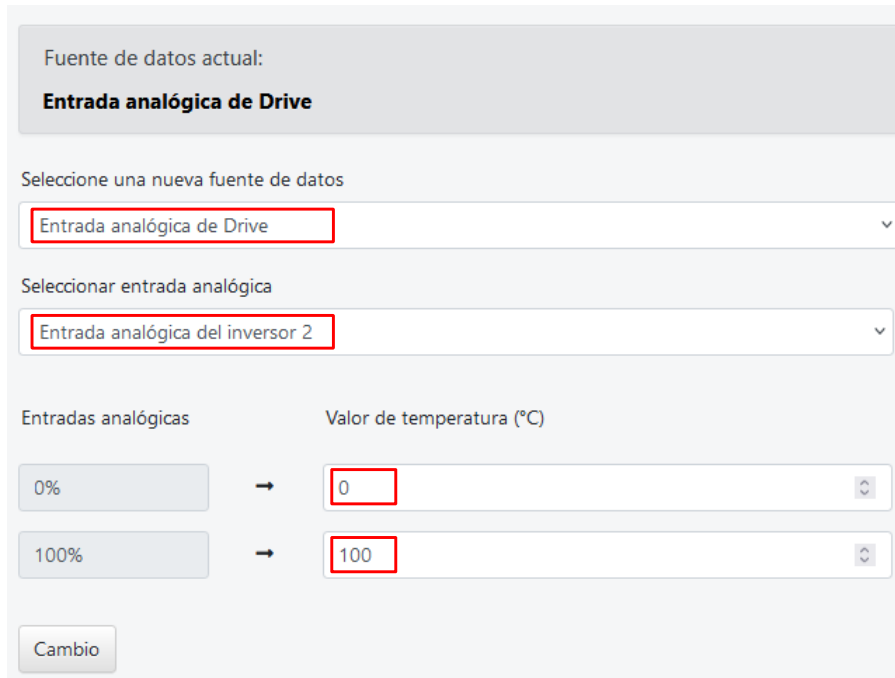 Fuente de datos actual:
Entrada analógica de Drive
Seleccione una nueva fuente de datos
Entrada analógica de Drive
Seleccionar entrada analógica
Entrada analógica del inversor 2
Entradas analógicas Valor de temperatura (°C)
0% → 0
100% → 100
Cambio